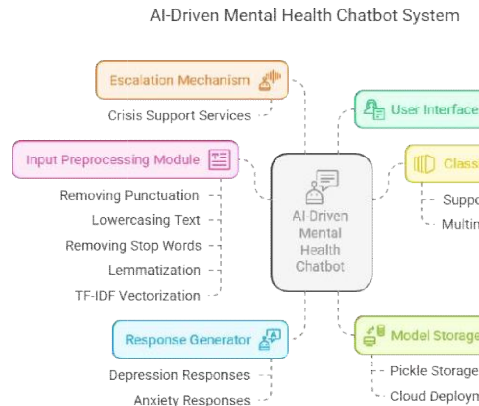 AI-Driven Mental Health Chatbot System
Escalation Mechanism
Crisis Support Services
Input Preprocessing Module
Removing Punctuation
Lowercasing Text
Removing Stop Words
Lemmatization
TF-IDF Vectorization
Response Generator
Depression Responses
Anxiety Responses
AI-Driven
Mental
Health
Chatbot
User Interface
Model Storage
Pickle Storage
Cloud